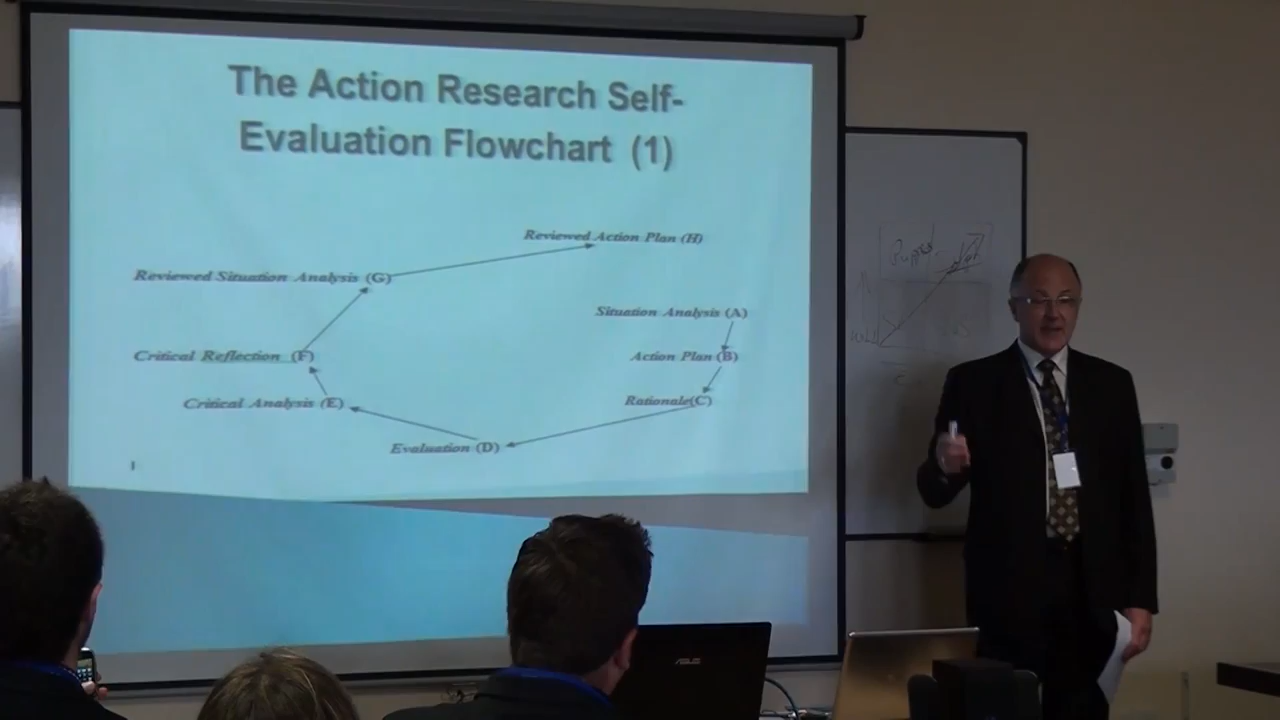 The Action Research Self-
Evaluation Flowchart (1)
Reviewed Action Plan (H)
Reviewed Situation Analysis (G)
Situation Analysis (A)
Critical Reflection (F)
Action Plan (B)
Critical Analysis (E)
Rationale(C)
Evaluation (D)
ASUS